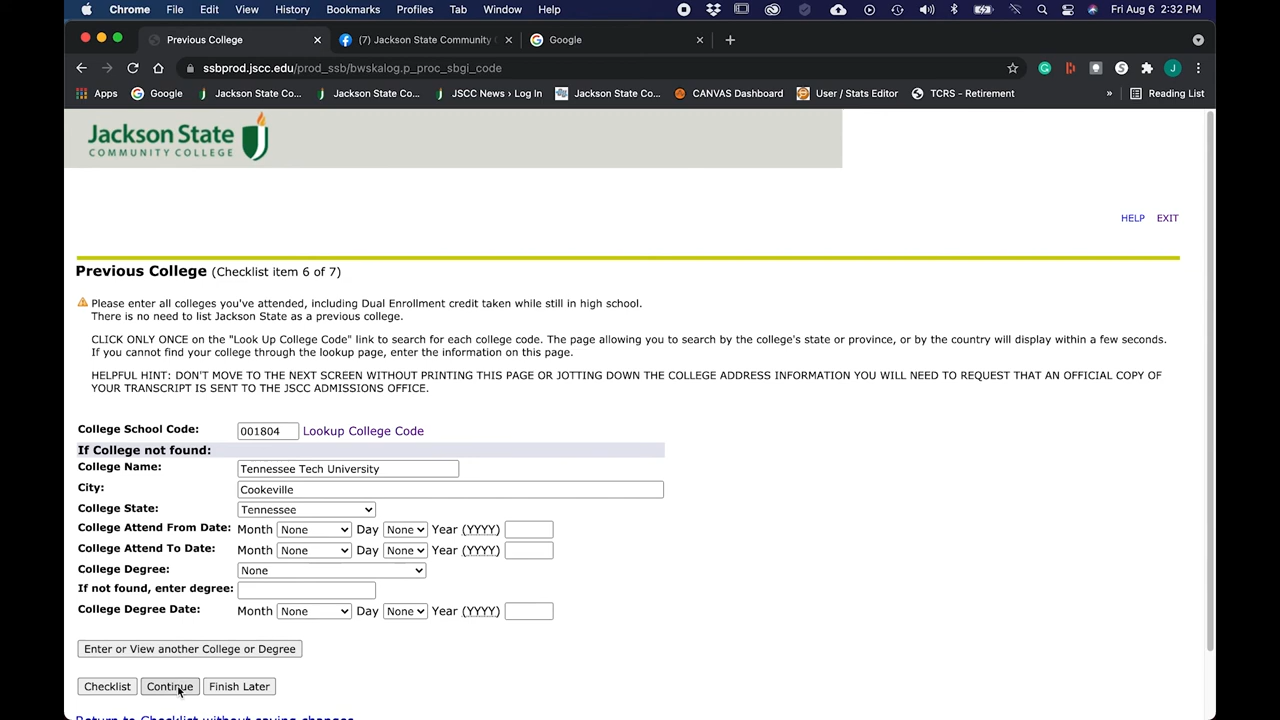 Chrome File Edit View History Bookmarks Profiles Tab Window Help Fri Aug 6 2:32 PM
Previous College (7) Jackson State Community C Google
ssbprod.jscc.edu/prod_ssb/bwskalog.p_proc_sbgi_code
Apps Google Jackson State Co... Jackson State Co... JSCC News › Log In Jackson State Co... CANVAS Dashboard User / Stats Editor TCRS - Retirement » Reading List
Jackson State
COMMUNITY COLLEGE
HELP EXIT
Previous College (Checklist item 6 of 7)
Please enter all colleges you've attended, including Dual Enrollment credit taken while still in high school.
There is no need to list Jackson State as a previous college.
CLICK ONLY ONCE on the "Look Up College Code" link to search for each college code. The page allowing you to search by the college's state or province, or by the country will display within a few seconds.
If you cannot find your college through the lookup page, enter the information on this page.
HELPFUL HINT: DON'T MOVE TO THE NEXT SCREEN WITHOUT PRINTING THIS PAGE OR JOTTING DOWN THE COLLEGE ADDRESS INFORMATION YOU WILL NEED TO REQUEST THAT AN OFFICIAL COPY OF
YOUR TRANSCRIPT IS SENT TO THE JSCC ADMISSIONS OFFICE.
College School Code: 001804 Lookup College Code
If College not found:
College Name: Tennessee Tech University
City: Cookeville
College State: Tennessee
College Attend From Date: Month None Day None Year (YYYY)
College Attend To Date: Month None Day None Year (YYYY)
College Degree: None
If not found, enter degree:
College Degree Date: Month None Day None Year (YYYY)
Enter or View another College or Degree
Checklist Continue Finish Later
Return to Checklist without saving changes